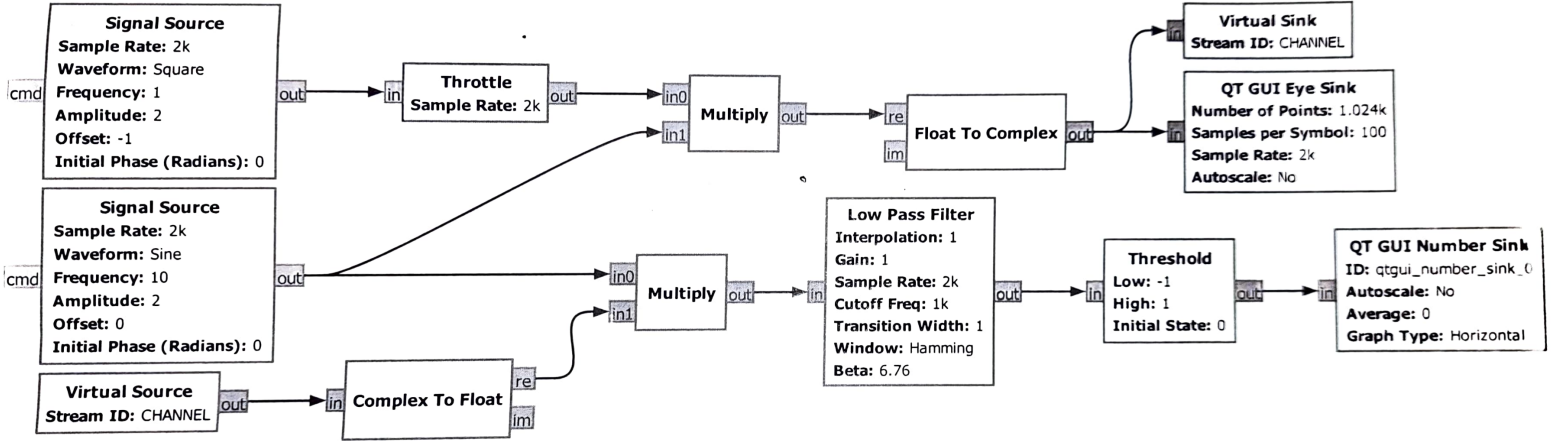 Signal Source
Sample Rate: 2k
Waveform: Square
Frequency: 1
Amplitude: 2
Offset: -1
Initial Phase (Radians): 0
cmd
out
in
Throttle
Sample Rate: 2k
out
in0
in1
Multiply
out
re
im
Float To Complex
out
in
Virtual Sink
Stream ID: CHANNEL
in
QT GUI Eye Sink
Number of Points: 1.024k
Samples per Symbol: 100
Sample Rate: 2k
Autoscale: No
Signal Source
Sample Rate: 2k
Waveform: Sine
Frequency: 10
Amplitude: 2
Offset: 0
Initial Phase (Radians): 0
cmd
out
in0
in1
Multiply
out
in
Low Pass Filter
Interpolation: 1
Gain: 1
Sample Rate: 2k
Cutoff Freq: 1k
Transition Width: 1
Window: Hamming
Beta: 6.76
out
in
Threshold
Low: -1
High: 1
Initial State: 0
out
in
QT GUI Number Sink
ID: qtgui_number_sink_0
Autoscale: No
Average: 0
Graph Type: Horizontal
Virtual Source
Stream ID: CHANNEL
out
in
Complex To Float
re
im